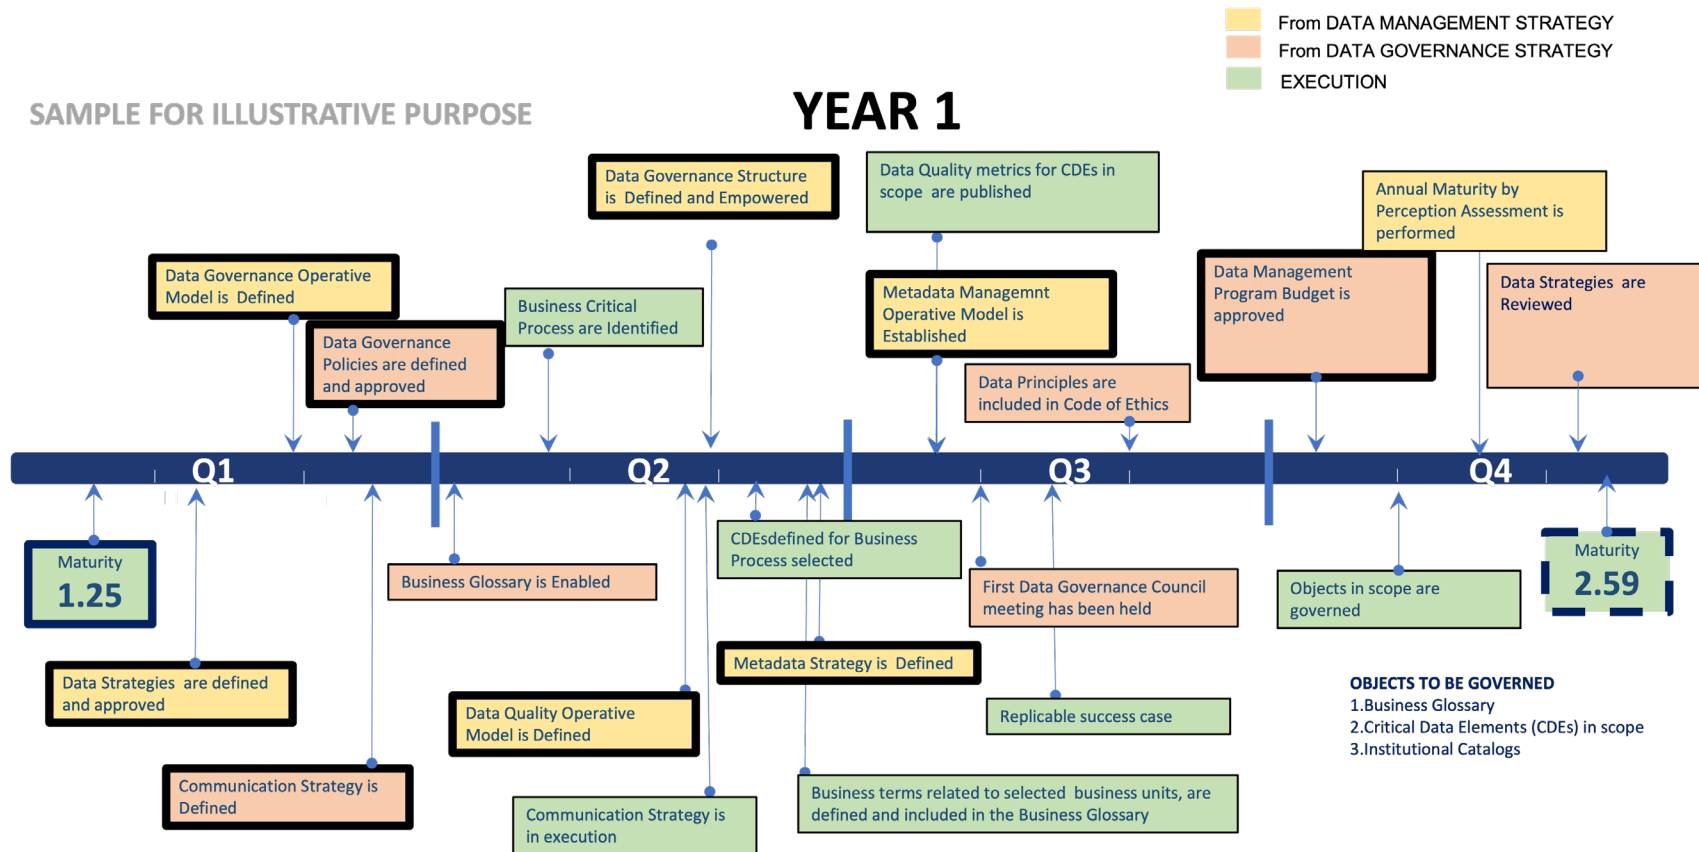 From DATA MANAGEMENT STRATEGY
From DATA GOVERNANCE STRATEGY
EXECUTION
SAMPLE FOR ILLUSTRATIVE PURPOSE
YEAR 1
Data Governance Structure
is Defined and Empowered
Data Quality metrics for CDEs in
scope are published
Annual Maturity by
Perception Assessment is
performed
Data Governance Operative
Model is Defined
Business Critical
Process are Identified
Metadata Managemnt
Operative Model is
Established
Data Management
Program Budget is
approved
Data Strategies are
Reviewed
Data Governance
Policies are defined
and approved
Data Principles are
included in Code of Ethics
Q1
Q2
Q3
Q4
Maturity
1.25
Business Glossary is Enabled
CDEsdefined for Business
Process selected
First Data Governance Council
meeting has been held
Objects in scope are
governed
Maturity
2.59
Data Strategies are defined
and approved
Metadata Strategy is Defined
Data Quality Operative
Model is Defined
Replicable success case
OBJECTS TO BE GOVERNED
1.Business Glossary
2.Critical Data Elements (CDEs) in scope
3.Institutional Catalogs
Communication Strategy is
Defined
Communication Strategy is
in execution
Business terms related to selected business units, are
defined and included in the Business Glossary